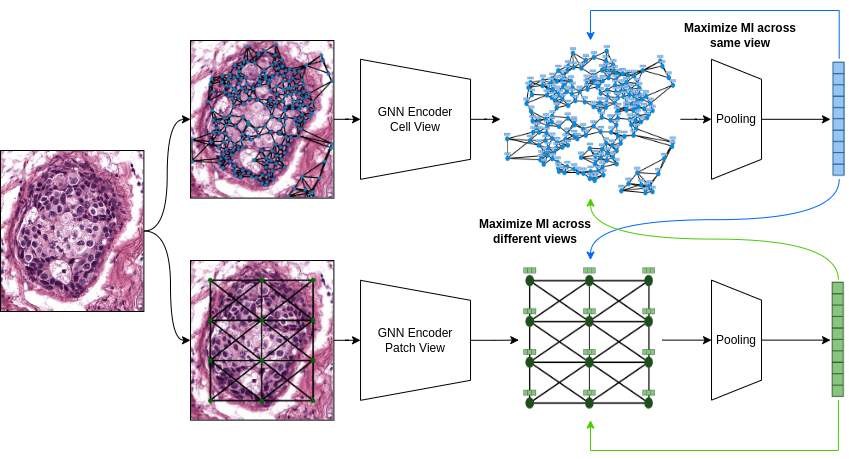 Maximize MI across
same view
GNN Encoder
Cell View
Pooling
Maximize MI across
different views
GNN Encoder
Patch View
Pooling